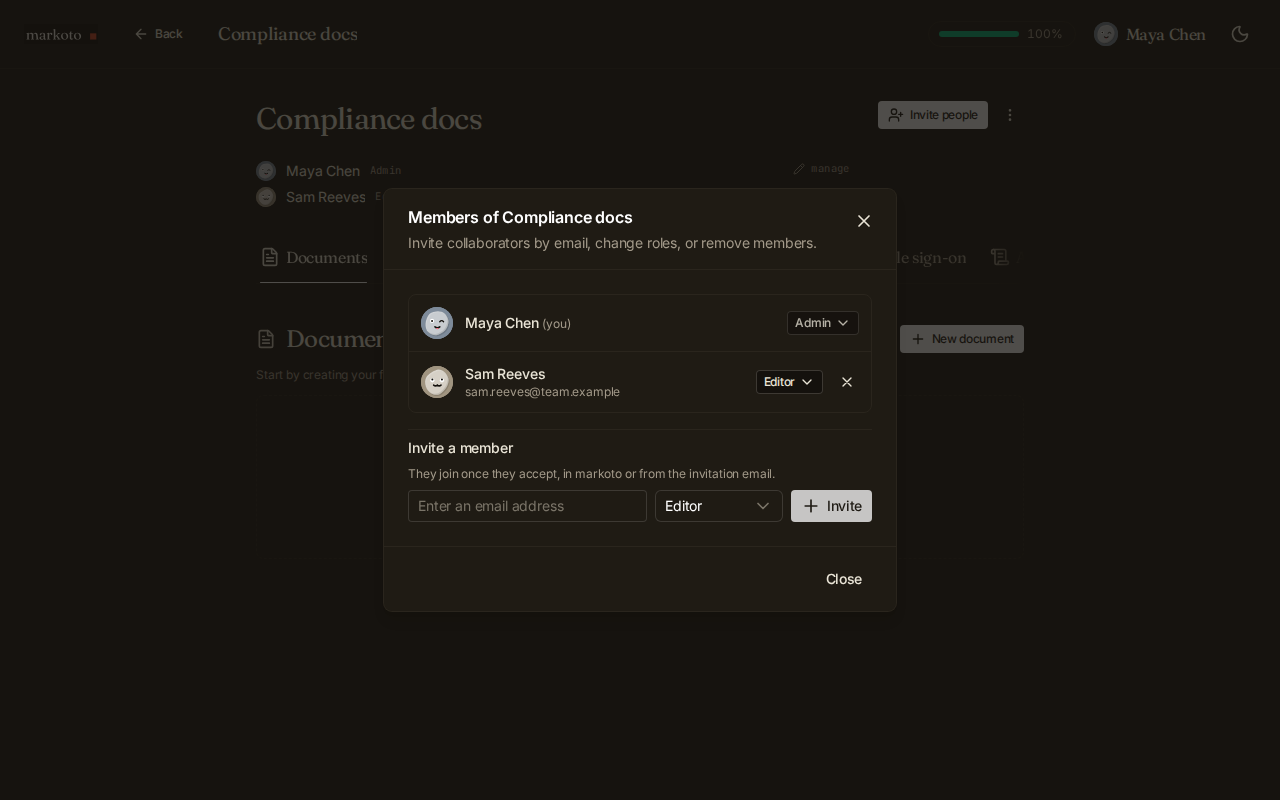 markoto
Back
Compliance docs
100%
Maya Chen
Compliance docs
Invite people
Maya Chen Admin
manage
Sam Reeves
Members of Compliance docs
Invite collaborators by email, change roles, or remove members.
Documents
sign-on
Maya Chen (you)
Admin
New document
Sam Reeves
sam.reeves@team.example
Editor
Start by creating your
Invite a member
They join once they accept, in markoto or from the invitation email.
Enter an email address
Editor
Invite
Close